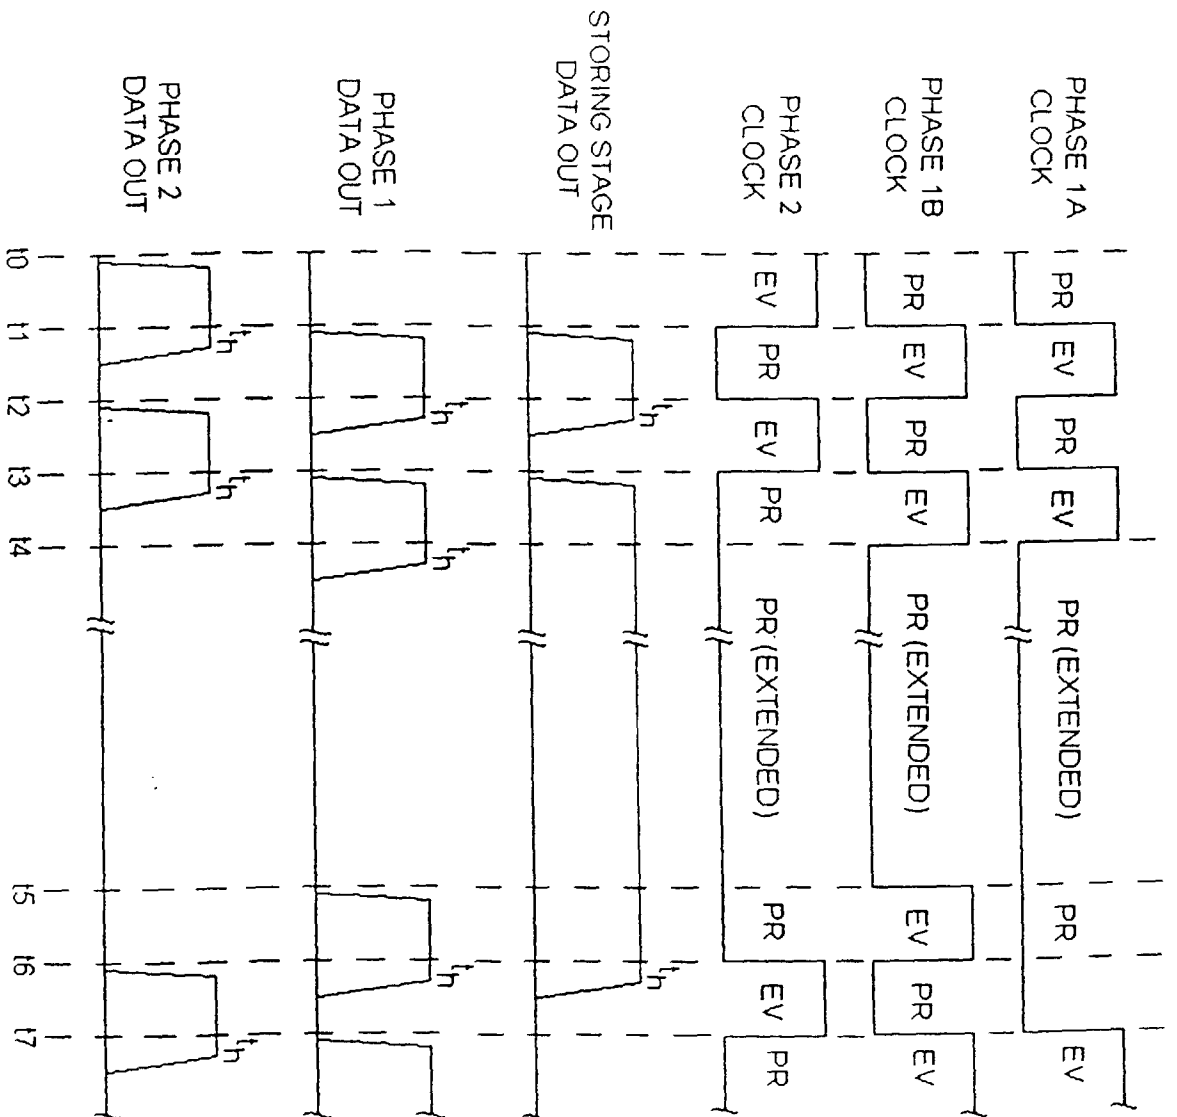 PHASE 1A
CLOCK
PR EV PR EV PR (EXTENDED) PR EV
PHASE 1B
CLOCK
PR EV PR EV PR (EXTENDED) EV PR EV
PHASE 2
CLOCK
EV PR EV PR PR (EXTENDED) PR EV PR
STORING STAGE
DATA OUT
th th
PHASE 1
DATA OUT
th th th
PHASE 2
DATA OUT
th th th
t0 t1 t2 t3 t4 t5 t6 t7